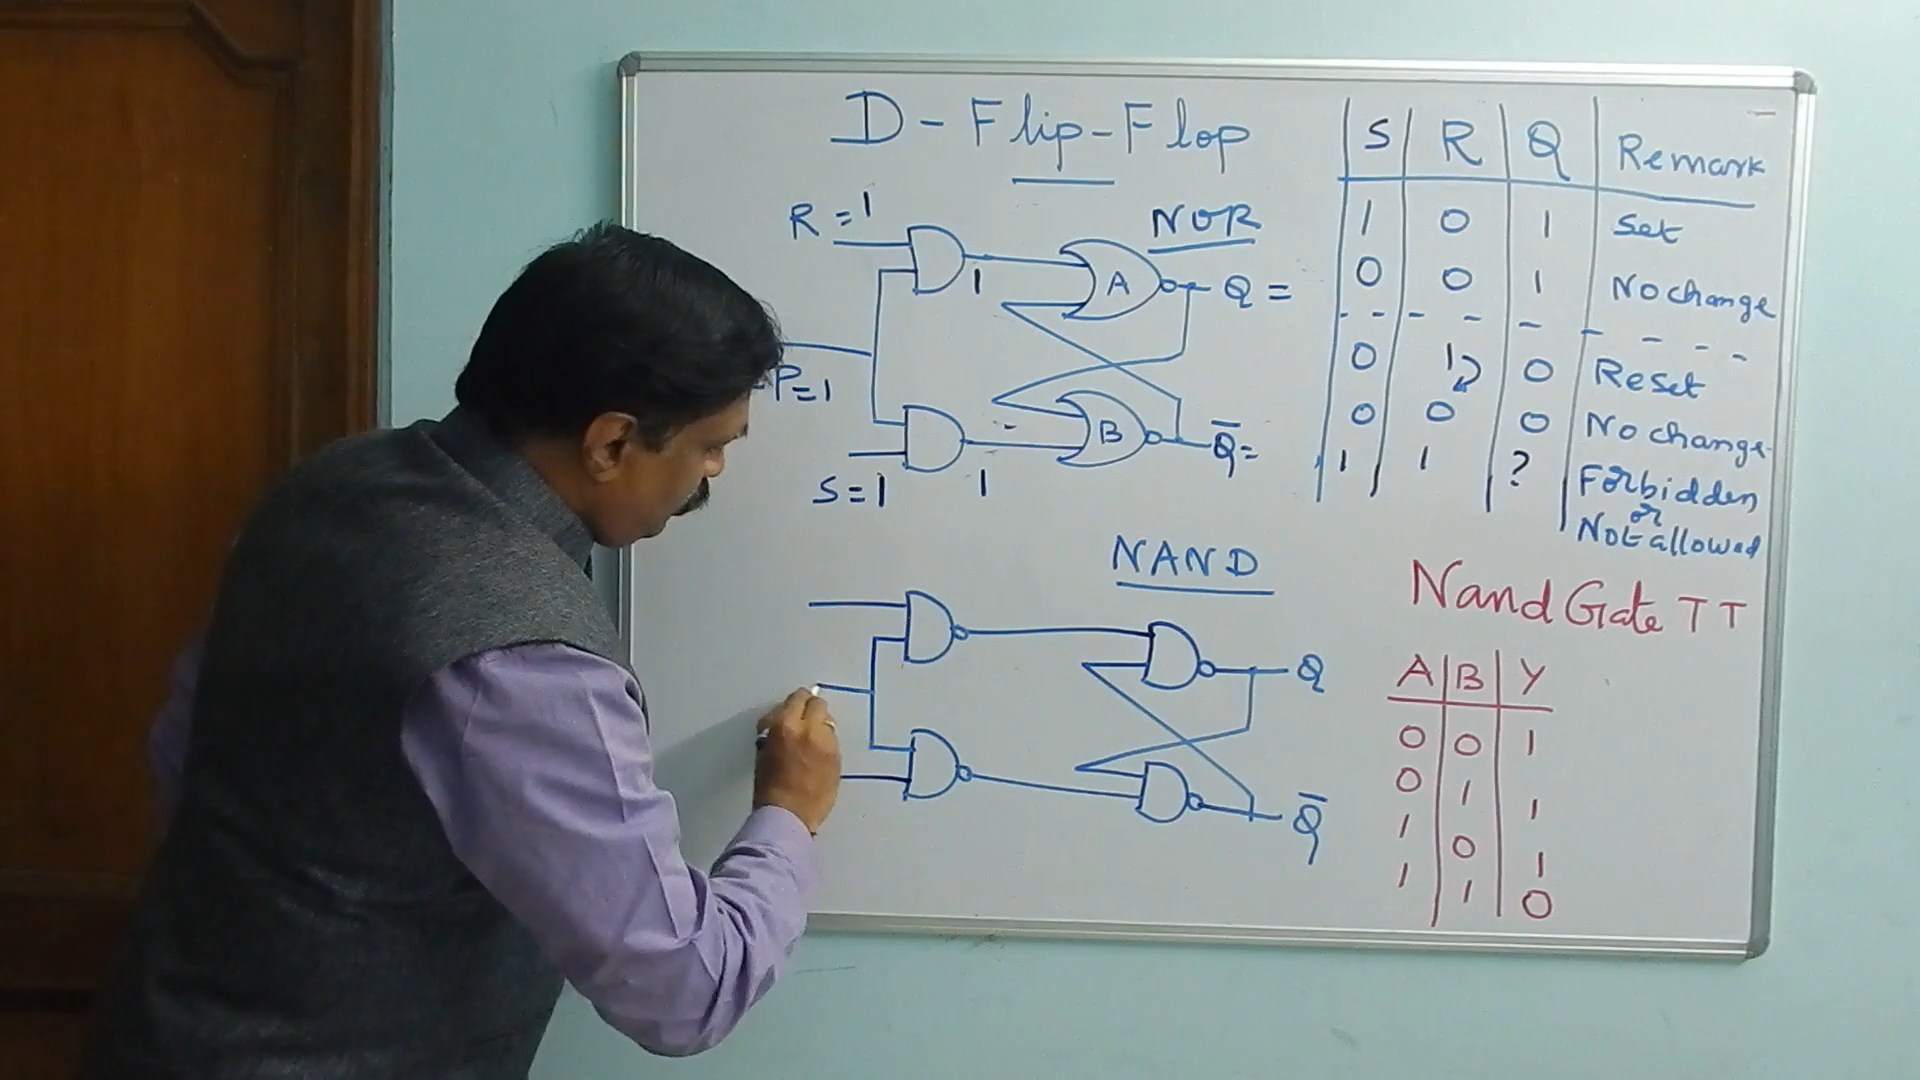 D-Flip-Flop
R = 1
NOR
1
A
Q =
P=1
B
Q̅=
S=1
1
S R Q Remark
1 0 1 Set
0 0 1 No change
0 1 0 Reset
0 0 0 No change
1 1 ? Forbidden
or
Not allowed
NAND
Q
Q̅
Nand Gate TT
A B Y
0 0 1
0 1 1
1 0 1
1 1 0